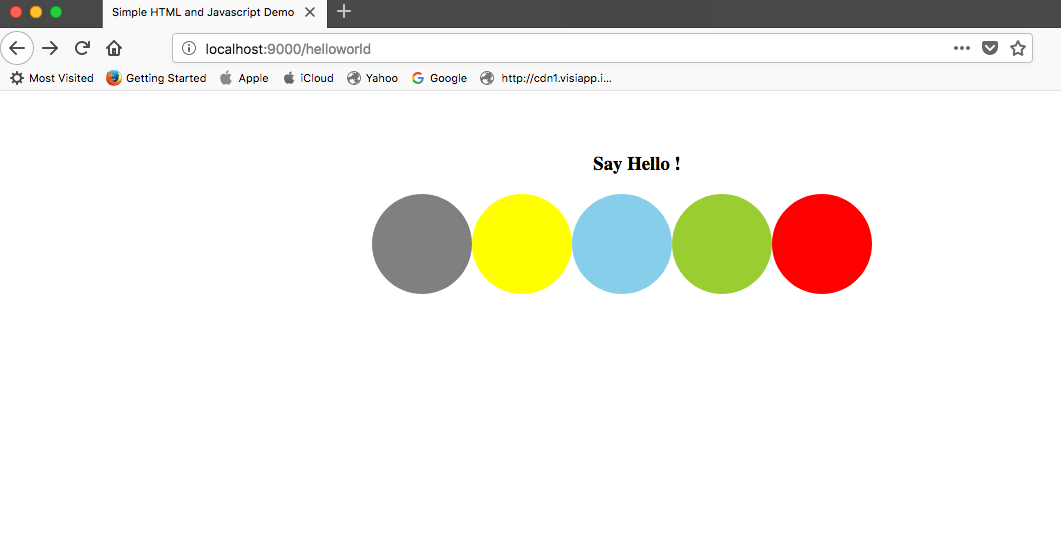 Simple HTML and Javascript Demo
localhost:9000/helloworld
Most Visited Getting Started Apple iCloud Yahoo Google http://cdn1.visiapp.i...
Say Hello !